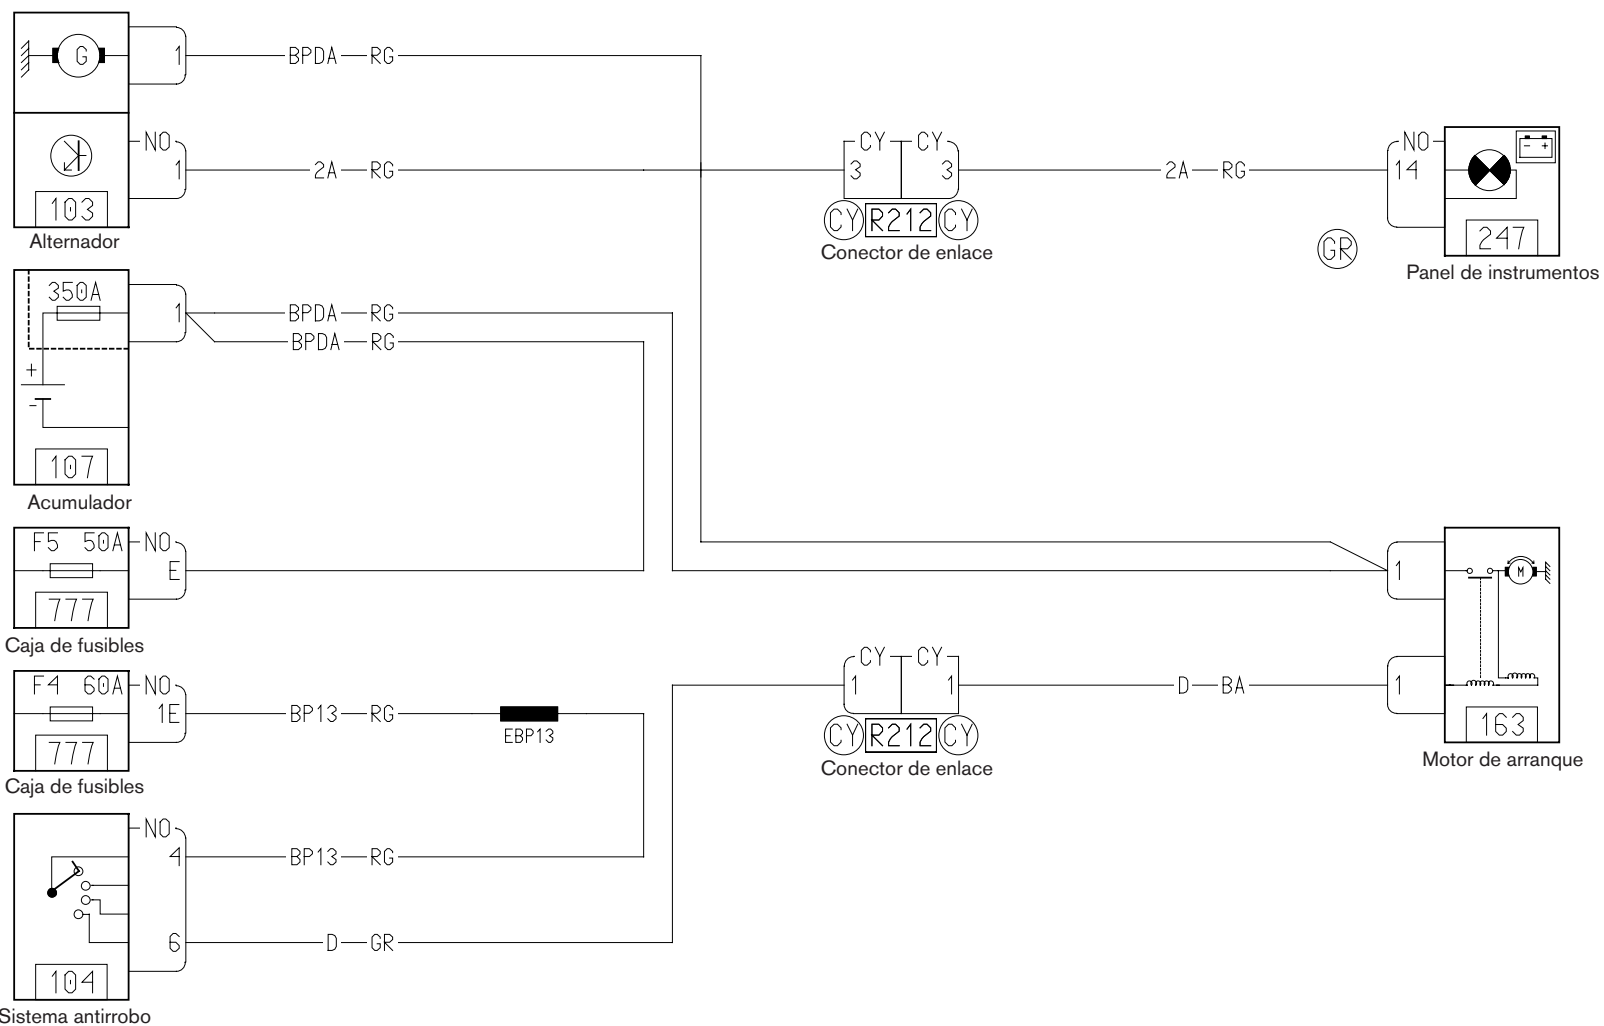 G 1 BPDA RG
NO 1 2A RG CY CY 3 3 2A RG NO 14 - +
103 CY R212 CY GR 247
Alternador Conector de enlace Panel de instrumentos
350A 1 BPDA RG
BPDA RG
+
-
107
Acumulador
F5 50A NO E 1 M
777
Caja de fusibles
F4 60A NO CY CY 1 1 D BA 1
1E BP13 RG EBP13
777 CY R212 CY 163
Caja de fusibles Conector de enlace Motor de arranque
NO
4 BP13 RG
6 D GR
104
Sistema antirrobo